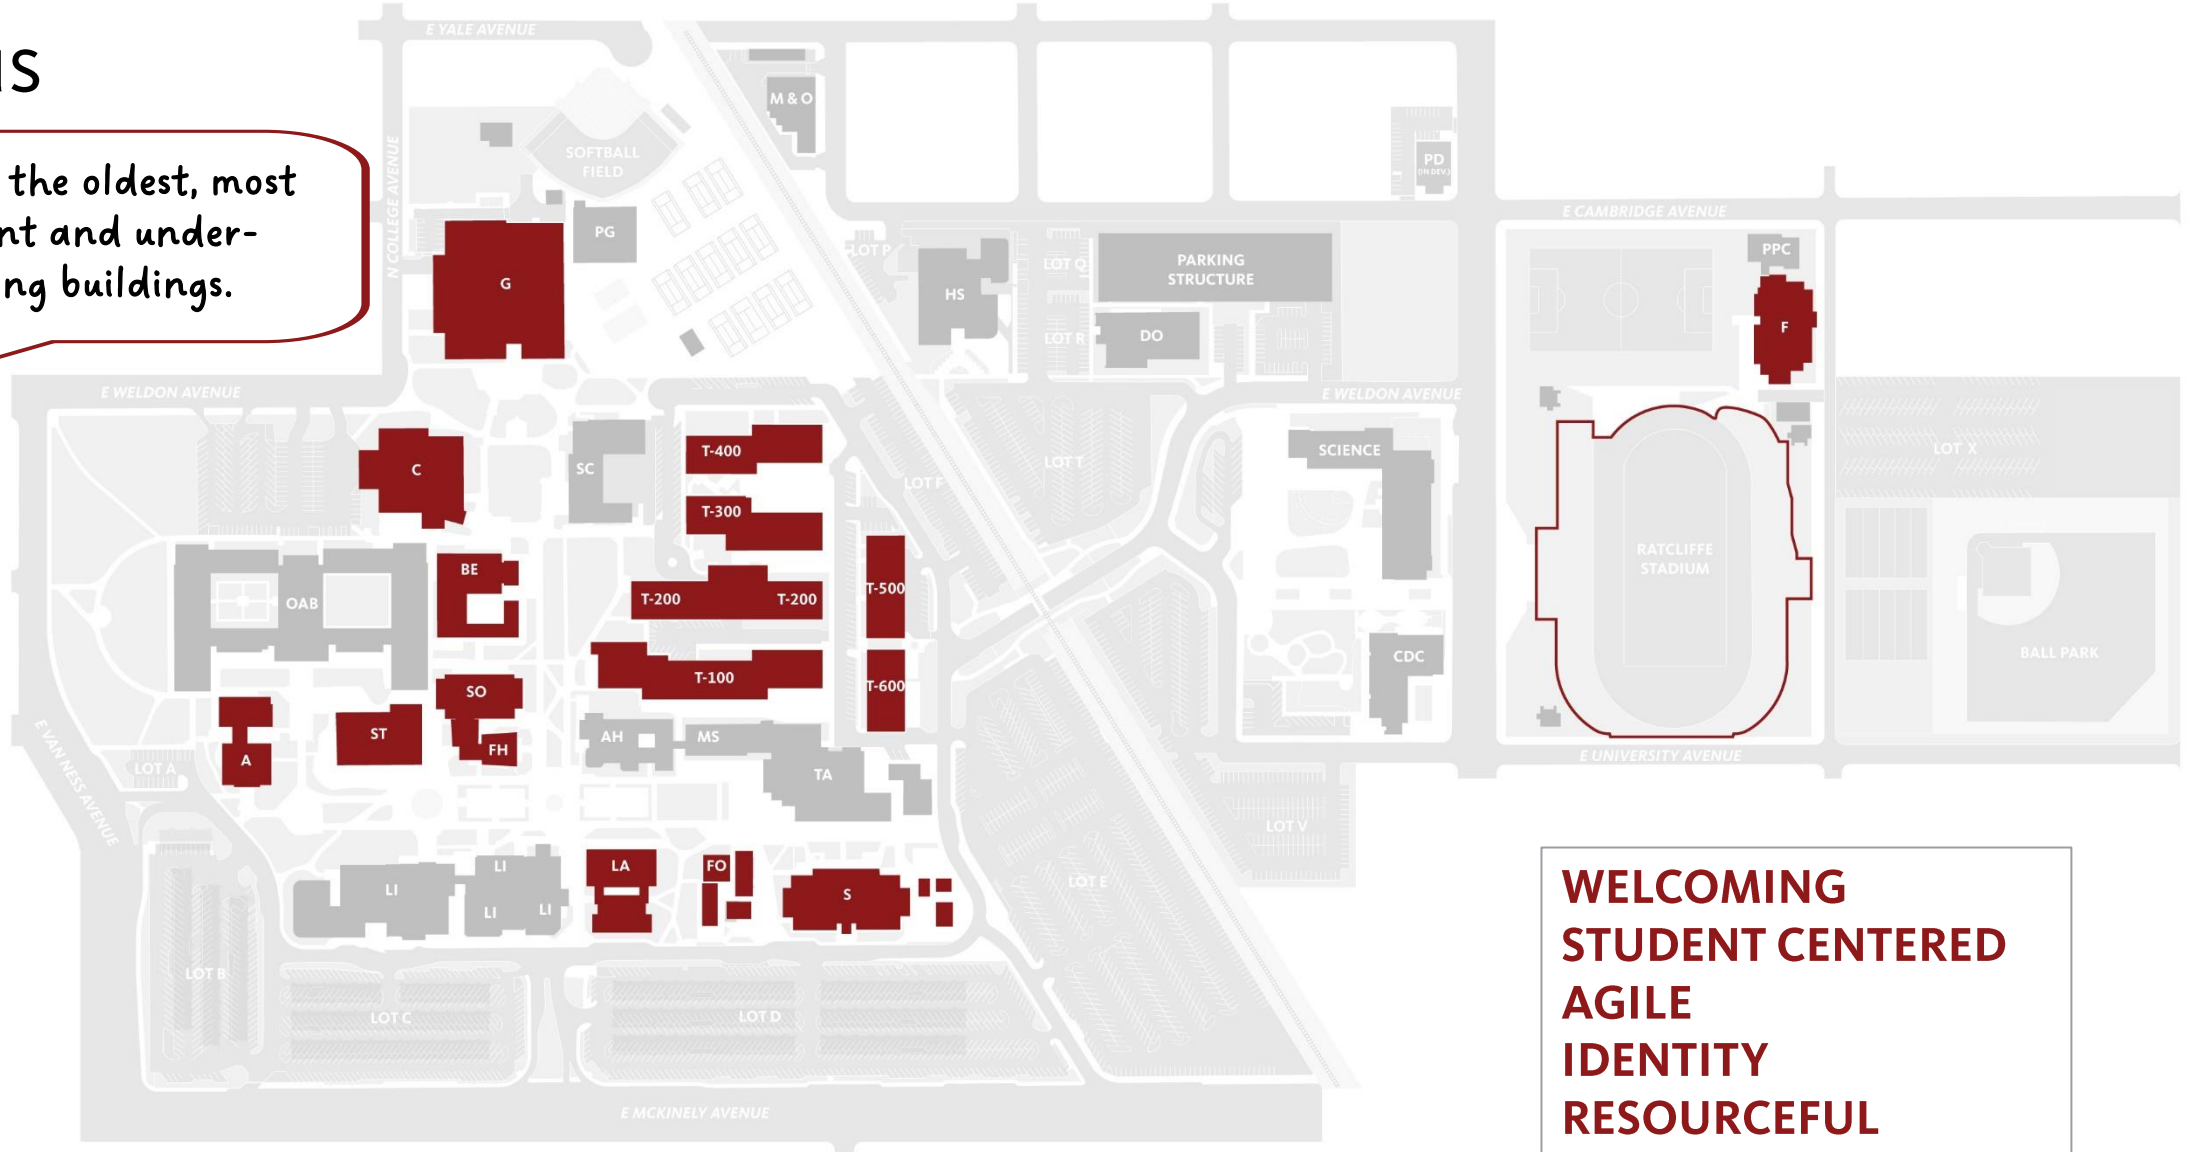 E YALE AVENUE
the oldest, most
and under-
buildings.
N COLLEGE AVENUE
M & O
SOFTBALL
FIELD
PD
(IN DEV.)
E CAMBRIDGE AVENUE
PG
G
LOT P
HS
LOT Q
LOT R
PARKING
STRUCTURE
DO
PPC
F
E WELDON AVENUE
E WELDON AVENUE
C
SC
T-400
T-300
LOT F
LOT T
SCIENCE
LOT X
OAB
BE
T-200
T-200
T-500
RATCLIFFE
STADIUM
T-100
T-600
CDC
BALL PARK
SO
ST
FH
A
AH
MS
TA
LOT A
E VAN NESS AVENUE
E UNIVERSITY AVENUE
LOT V
LI
LI
LI
LI
LA
FO
S
LOT E
LOT B
LOT C
LOT D
E MCKINELY AVENUE
WELCOMING
STUDENT CENTERED
AGILE
IDENTITY
RESOURCEFUL